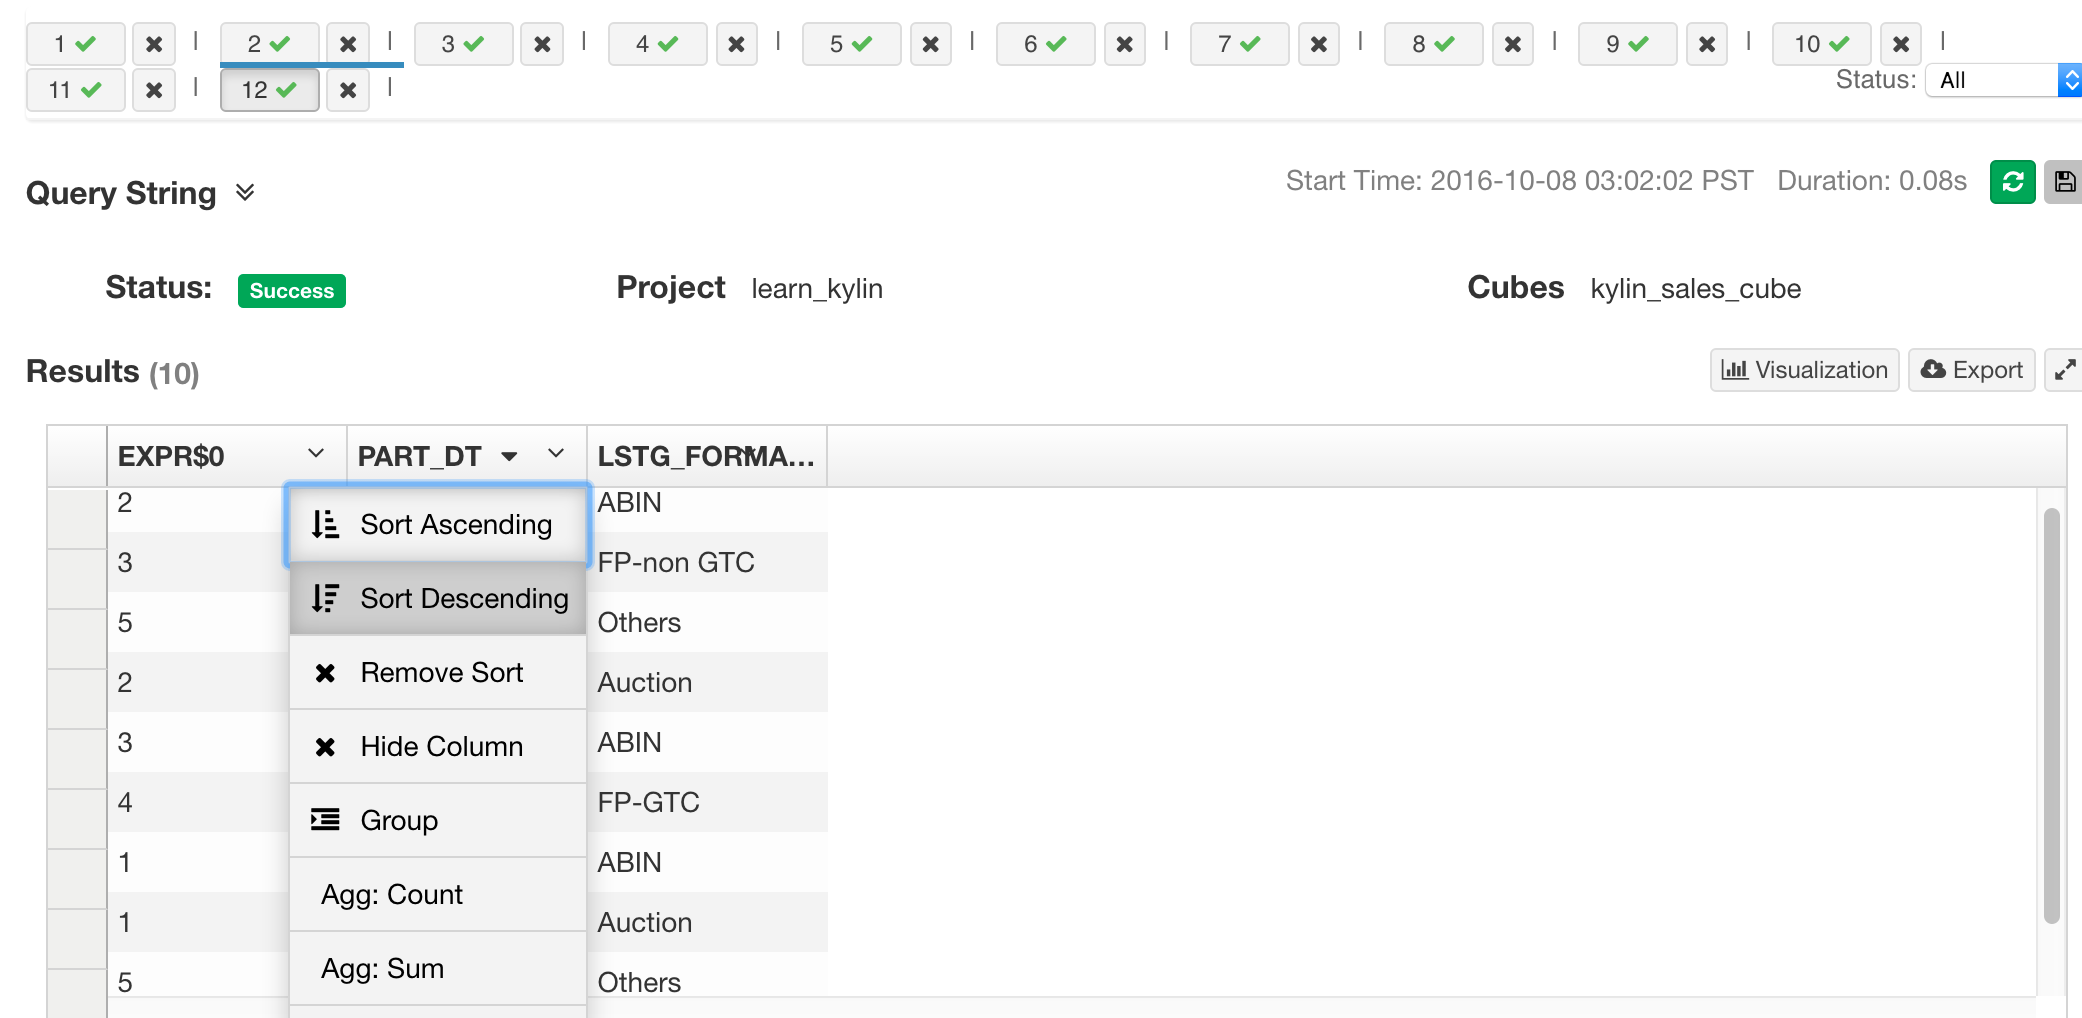 1 | 2 | 3 | 4 | 5 | 6 | 7 | 8 | 9 | 10 |
11 | 12 |
Status: All
Query String
Start Time: 2016-10-08 03:02:02 PST Duration: 0.08s
Status: Success Project learn_kylin Cubes kylin_sales_cube
Results (10)
Visualization Export
EXPR$0 PART_DT LSTG_FORMA...
2 ABIN
Sort Ascending
3 FP-non GTC
Sort Descending
5 Others
Remove Sort
2 Auction
Hide Column
3 ABIN
4 FP-GTC
Group
1 ABIN
Agg: Count
1 Auction
Agg: Sum
5 Others